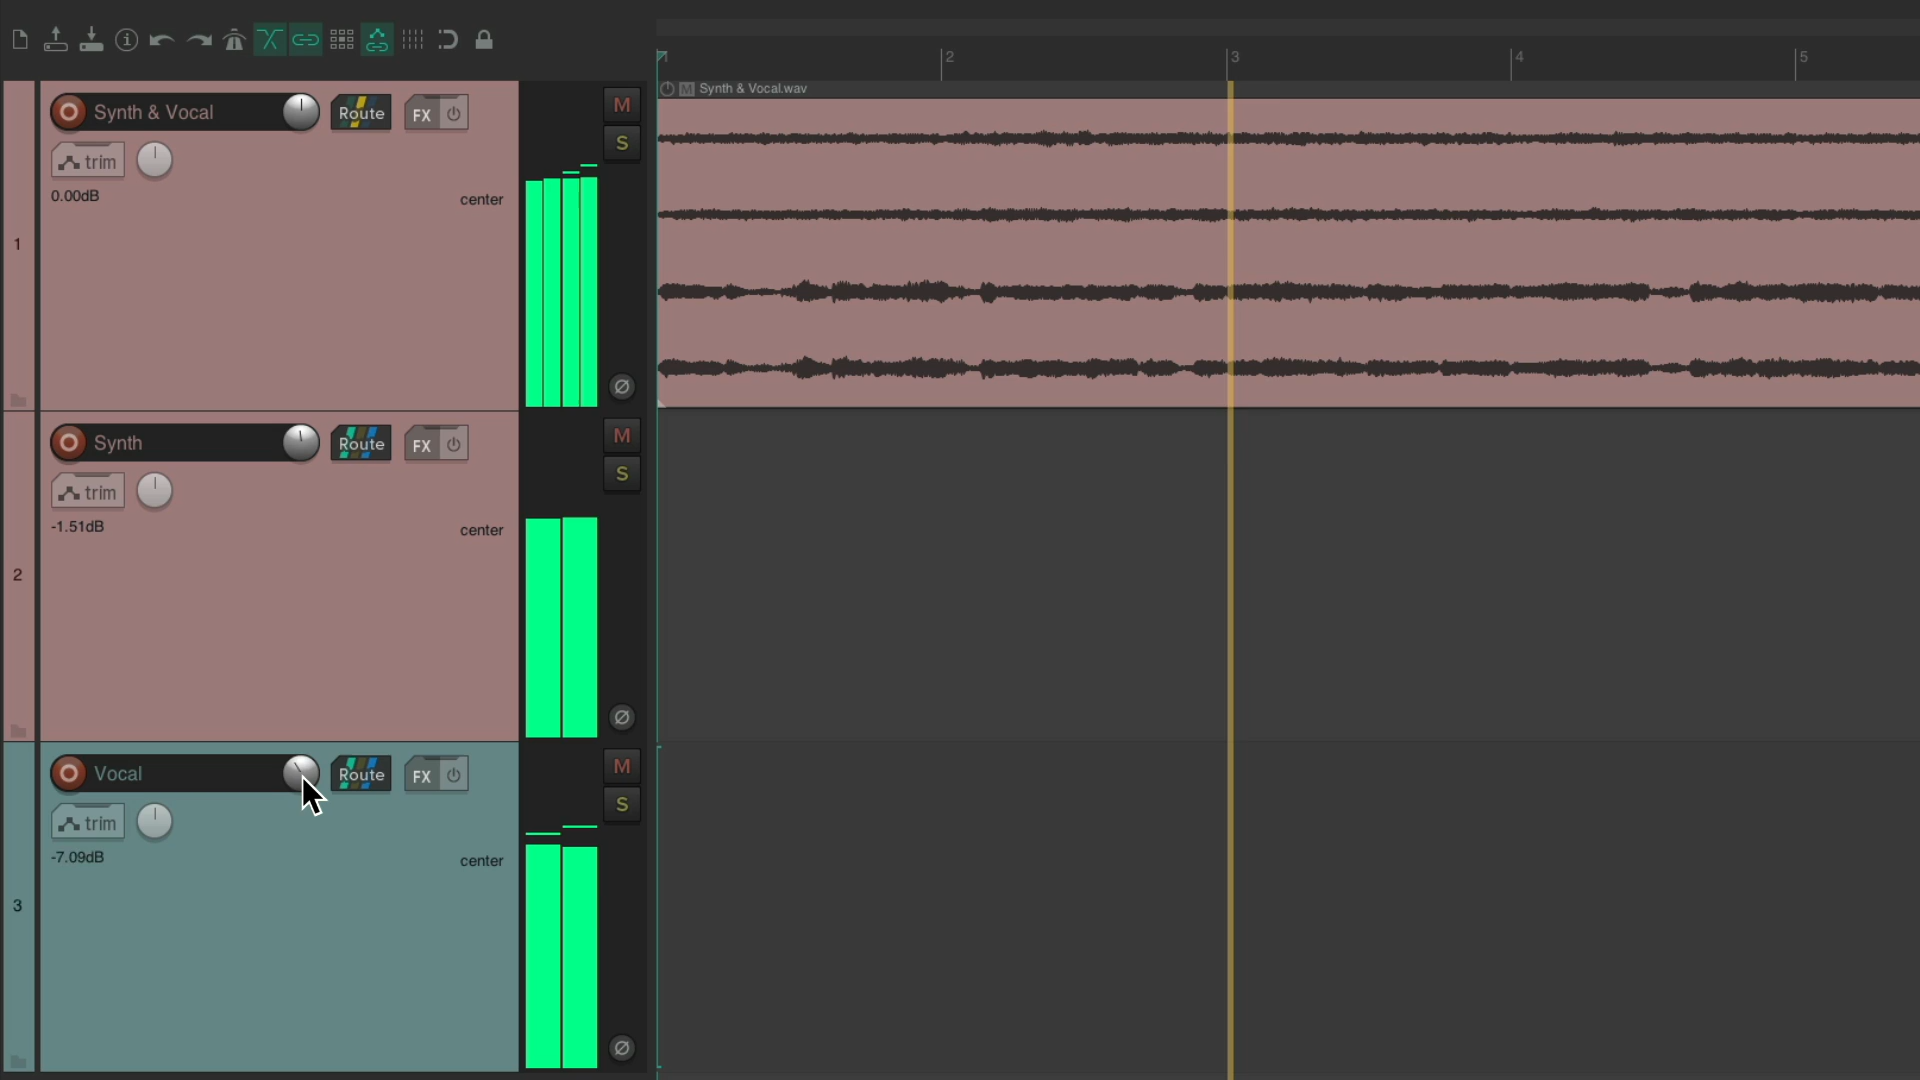 1 2 3 4 5
Synth & Vocal Route FX M
M Synth & Vocal.wav
trim S
0.00dB center
1
Synth Route FX M
trim S
-1.51dB center
2
Vocal Route FX M
trim S
-7.09dB center
3